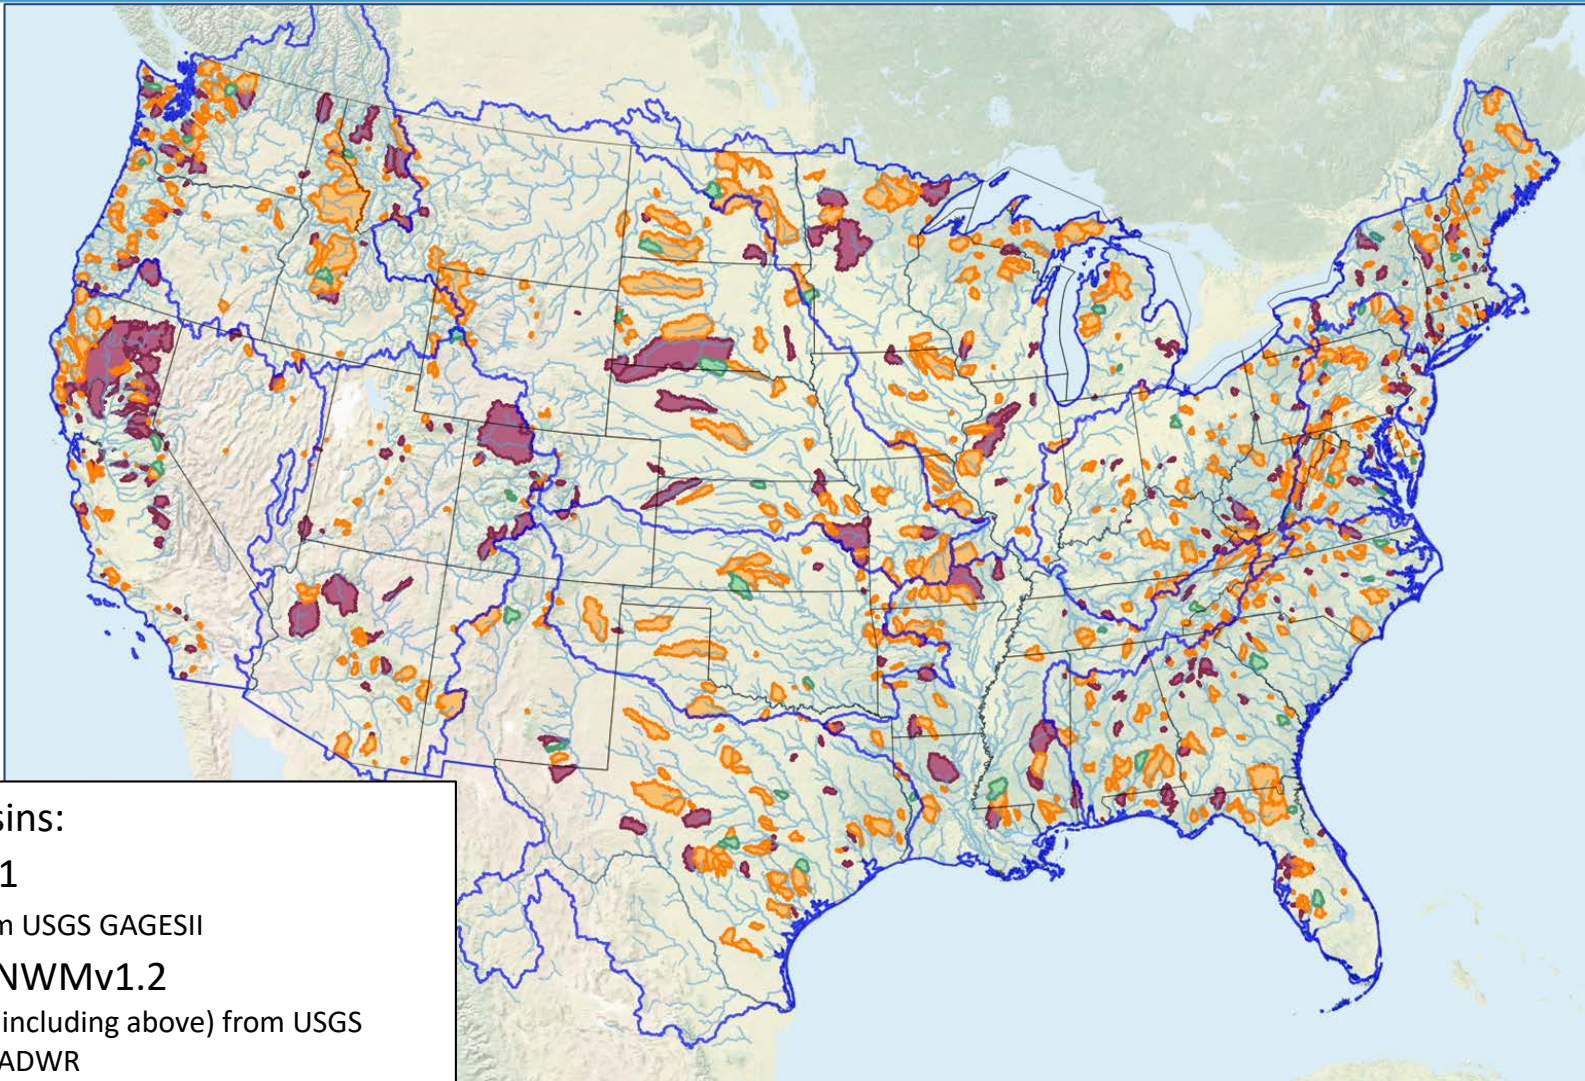 sins:
1
m USGS GAGESII
NWMv1.2
including above) from USGS
ADWR